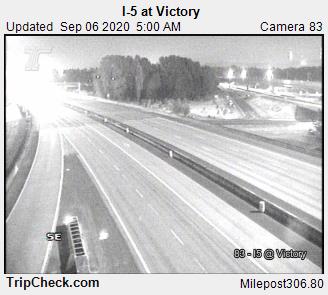 I-5 at Victory
Updated  Sep 06 2020  5:00 AM
Camera 83
SE
83 - I5 @ Victory
TripCheck.com
Milepost306.80